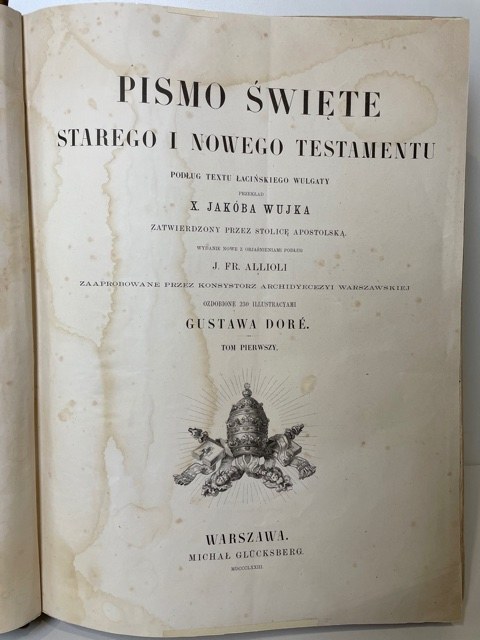 PISMO ŚWIĘTE
STAREGO I NOWEGO TESTAMENTU
PODŁUG TEXTU ŁACIŃSKIEGO WULGATY
PRZEKŁAD
X. JAKÓBA WUJKA
ZATWIERDZONY PRZEZ STOLICĘ APOSTOLSKĄ.
WYDANIE NOWE Z OBJAŚNIENIAMI PODŁUG
J. FR. ALLIOLI
ZAAPROBOWANE PRZEZ KONSYSTORZ ARCHIDYECEZYI WARSZAWSKIEJ
OZDOBIONE 230 ILLUSTRACYAMI
GUSTAWA DORÉ.
TOM PIERWSZY.
WARSZAWA.
MICHAŁ GLÜCKSBERG.
MDCCCLXXIII.